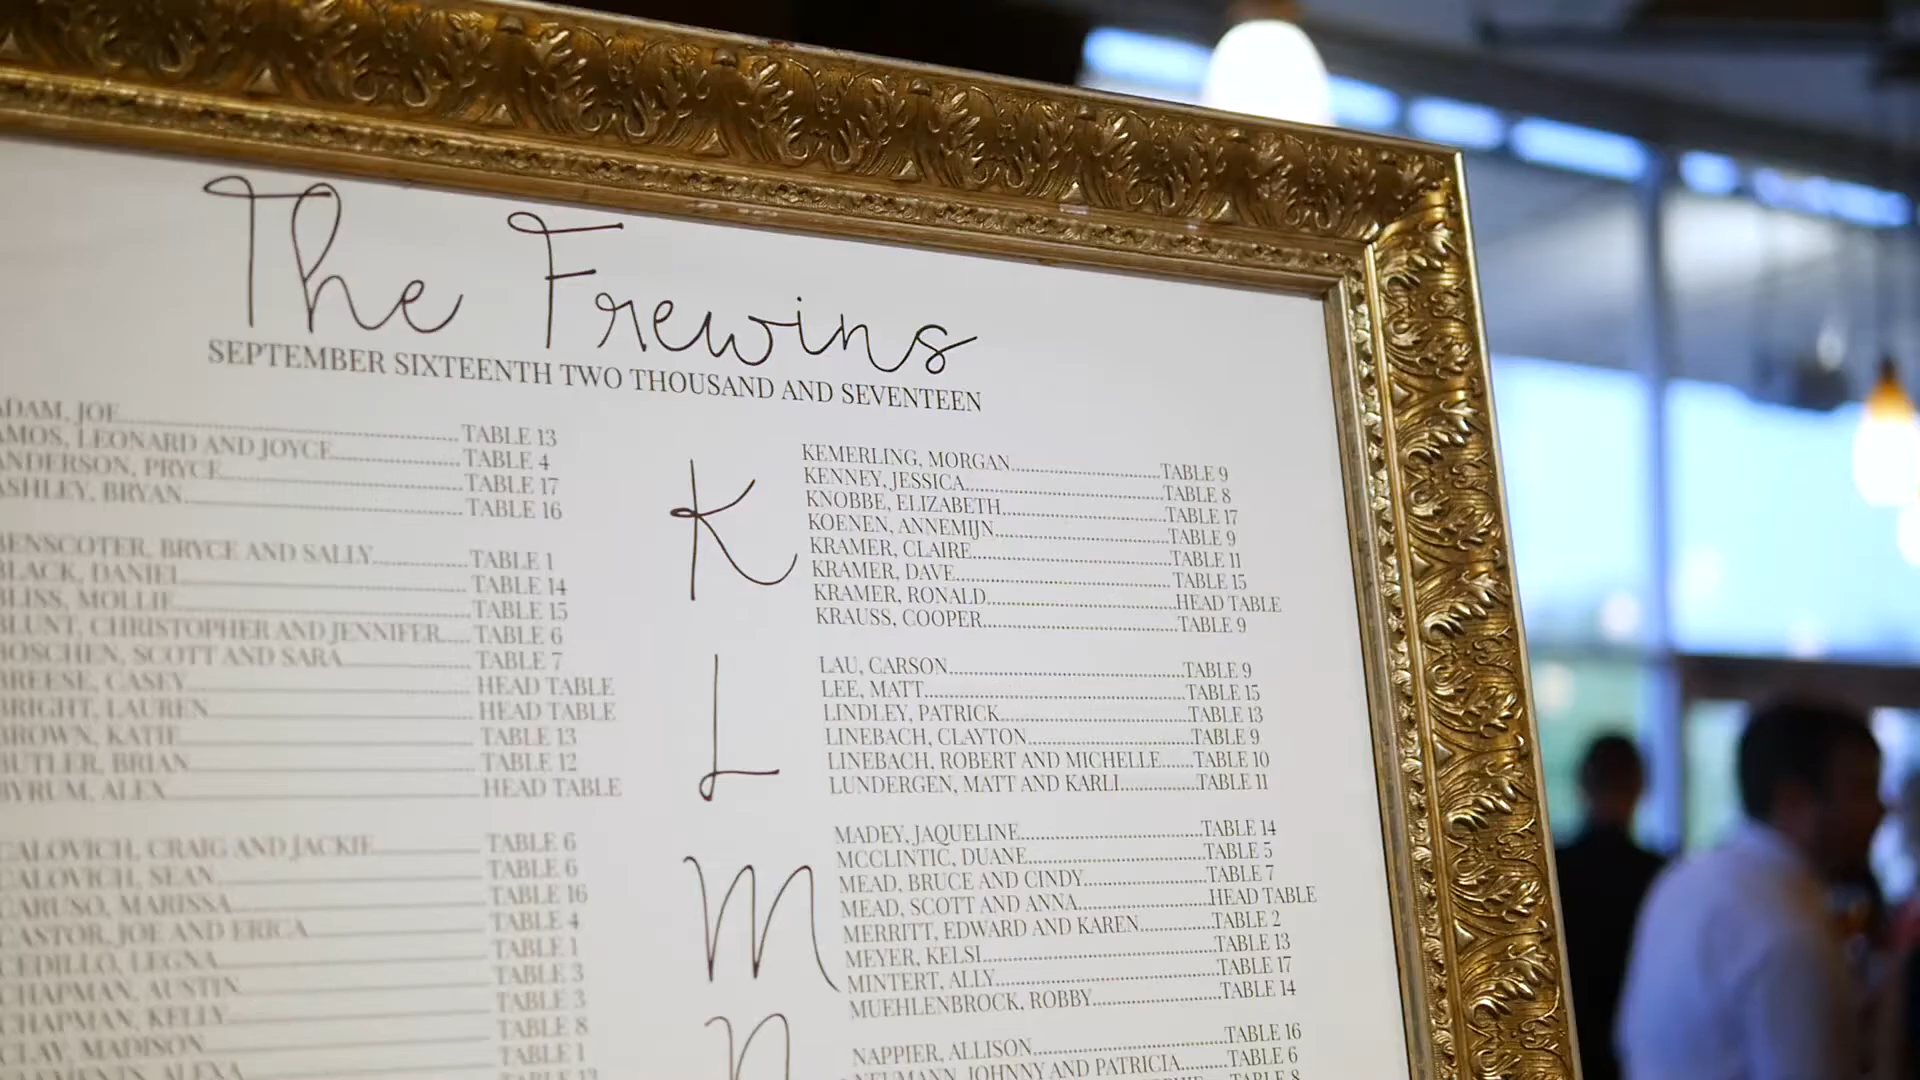 The Frewins
SEPTEMBER SIXTEENTH TWO THOUSAND AND SEVENTEEN
ADAM, JOE TABLE 13
AMOS, LEONARD AND JOYCE TABLE 4
ANDERSON, PRYCE TABLE 17
ASHLEY, BRYAN TABLE 16
BENSCOTER, BRYCE AND SALLY TABLE 1
BLACK, DANIEL TABLE 14
BLISS, MOLLIE TABLE 15
BLUNT, CHRISTOPHER AND JENNIFER TABLE 6
BOSCHEN, SCOTT AND SARA TABLE 7
BREESE, CASEY HEAD TABLE
BRIGHT, LAUREN HEAD TABLE
BROWN, KATIE TABLE 13
BUTLER, BRIAN TABLE 12
BYRUM, ALEX HEAD TABLE
CALOVICH, CRAIG AND JACKIE TABLE 6
CALOVICH, SEAN TABLE 6
CARUSO, MARISSA TABLE 16
CASTOR, JOE AND ERICA TABLE 4
CEDILLO, LEGNA TABLE 1
CHAPMAN, AUSTIN TABLE 3
CHAPMAN, KELLY TABLE 3
CLAY, MADISON TABLE 8
CLEMENTS, ALEXA TABLE 1
TABLE 13
K
KEMERLING, MORGAN TABLE 9
KENNEY, JESSICA TABLE 8
KNOBBE, ELIZABETH TABLE 17
KOENEN, ANNEMIJN TABLE 9
KRAMER, CLAIRE TABLE 11
KRAMER, DAVE TABLE 15
KRAMER, RONALD HEAD TABLE
KRAUSS, COOPER TABLE 9
L
LAU, CARSON TABLE 9
LEE, MATT TABLE 15
LINDLEY, PATRICK TABLE 13
LINEBACH, CLAYTON TABLE 9
LINEBACH, ROBERT AND MICHELLE TABLE 10
LUNDERGEN, MATT AND KARLI TABLE 11
M
MADEY, JAQUELINE TABLE 14
MCCLINTIC, DUANE TABLE 5
MEAD, BRUCE AND CINDY TABLE 7
MEAD, SCOTT AND ANNA HEAD TABLE
MERRITT, EDWARD AND KAREN TABLE 2
MEYER, KELSI TABLE 13
MINTERT, ALLY TABLE 17
MUEHLENBROCK, ROBBY TABLE 14
n
NAPPIER, ALLISON TABLE 16
NEUMANN, JOHNNY AND PATRICIA TABLE 6
TABLE 8